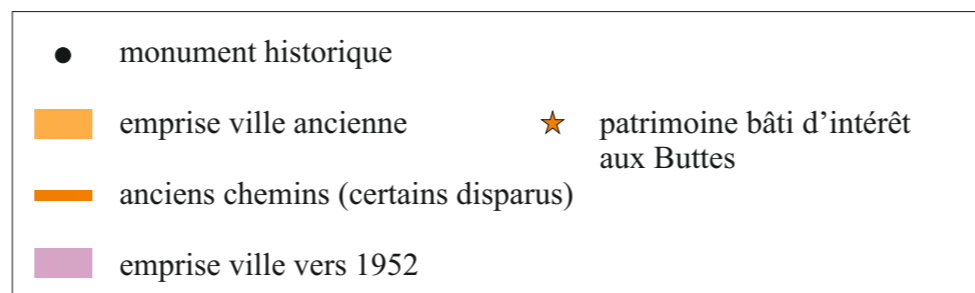 monument historique
emprise ville ancienne
patrimoine bâti d'intérêt
aux Buttes
anciens chemins (certains disparus)
emprise ville vers 1952